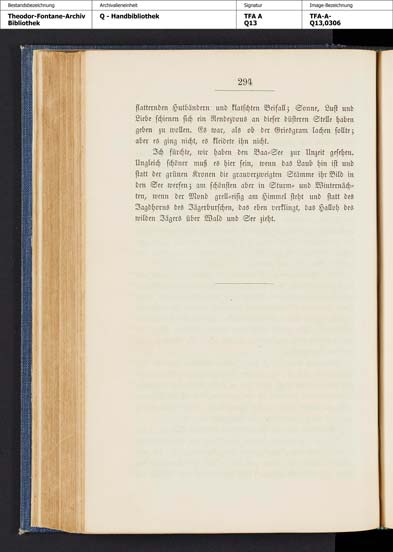 Bestandsbezeichnung
Archivalieneinheit
Signatur
Image-Bezeichnung
Theodor-Fontane-Archiv
Bibliothek
Q - Handbibliothek
TFA A
Q13
TFA-A-
Q13,0306
294
flatternden Hutbändern und klatschten Beifall; Sonne, Lust und
Liebe schienen sich ein Rendezvous an dieser düsteren Stelle haben
geben zu wollen. Es war, als ob der Griesgram lachen sollte;
aber es ging nicht, es kleidete ihn nicht.
Ich fürchte, wir haben den Baa-See zur Unzeit gesehen.
Ungleich schöner muß es hier sein, wenn das Laub hin ist und
statt der grünen Kronen die grauverzweigten Stämme ihr Bild in
den See werfen; am schönsten aber in Sturm- und Winternäch-
ten, wenn der Mond grell-eisig am Himmel steht und statt des
Jagdhorns des Jägerburschen, das eben verklingt, das Halloh des
wilden Jägers über Wald und See zieht.